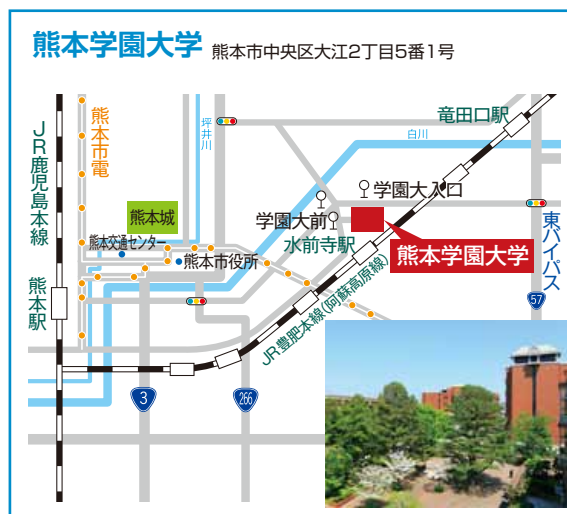 熊本学園大学 熊本市中央区大江2丁目5番1号
竜田口駅
JR鹿児島本線
熊本市電
坪井川
白川
学園大入口
学園大前
熊本城
熊本交通センター
熊本市役所
水前寺駅
熊本学園大学
東バイパス
57
熊本駅
JR豊肥本線(阿蘇高原線)
3
266